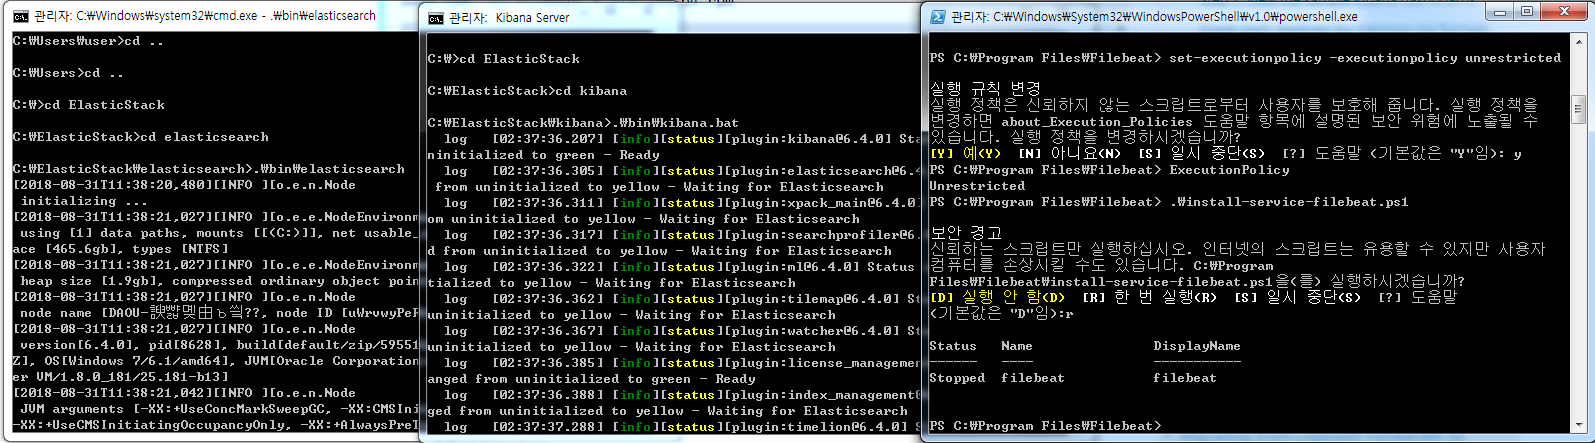 관리자: C:₩Windows₩system32₩cmd.exe - .₩bin₩elasticsearch
C:₩Users₩user>cd ..
C:₩Users>cd ..
C:₩>cd ElasticStack
C:₩ElasticStack>cd elasticsearch
C:₩ElasticStack₩elasticsearch>.₩bin₩elasticsearch
[2018-08-31T11:38:20,480][INFO ][o.e.n.Node
initializing ...
[2018-08-31T11:38:21,027][INFO ][o.e.e.NodeEnvironm
using [1] data paths, mounts [[(C:)]], net usable_
ace [465.6gb], types [NTFS]
[2018-08-31T11:38:21,027][INFO ][o.e.e.NodeEnvironm
heap size [1.9gb], compressed ordinary object poin
[2018-08-31T11:38:21,027][INFO ][o.e.n.Node
node name [DAOU-
??, node ID [uWrvwyPeR
[2018-08-31T11:38:21,027][INFO ][o.e.n.Node
version[6.4.0], pid[8628], build[default/zip/59551
Z], OS[Windows 7/6.1/amd64], JVM[Oracle Corporation
er VM/1.8.0_181/25.181-b13]
[2018-08-31T11:38:21,042][INFO ][o.e.n.Node
JVM arguments [-XX:+UseConcMarkSweepGC, -XX:CMSIni
-XX:+UseCMSInitiatingOccupancyOnly, -XX:+AlwaysPreT
관리자: Kibana Server
C:₩>cd ElasticStack
C:₩ElasticStack>cd kibana
C:₩ElasticStack₩kibana>.₩bin₩kibana.bat
log [02:37:36.207] [info][status][plugin:kibana@6.4.0] Stat
ninitialized to green - Ready
log [02:37:36.305] [info][status][plugin:elasticsearch@6.4
from uninitialized to yellow - Waiting for Elasticsearch
log [02:37:36.311] [info][status][plugin:xpack_main@6.4.0]
om uninitialized to yellow - Waiting for Elasticsearch
log [02:37:36.317] [info][status][plugin:searchprofiler@6.
d from uninitialized to yellow - Waiting for Elasticsearch
log [02:37:36.322] [info][status][plugin:ml@6.4.0] Status
tialized to yellow - Waiting for Elasticsearch
log [02:37:36.362] [info][status][plugin:tilemap@6.4.0] S
uninitialized to yellow - Waiting for Elasticsearch
log [02:37:36.367] [info][status][plugin:watcher@6.4.0] St
uninitialized to yellow - Waiting for Elasticsearch
log [02:37:36.385] [info][status][plugin:license_managem
anged from uninitialized to green - Ready
log [02:37:36.388] [info][status][plugin:index_management@
ged from uninitialized to yellow - Waiting for Elasticsearch
log [02:37:37.288] [info][status][plugin:timelion@6.4.0] S
관리자: C:₩Windows₩System32₩WindowsPowerShell₩v1.0₩powershell.exe
PS C:₩Program Files₩Filebeat> set-executionpolicy -executionpolicy unrestricted
실행 규칙 변경
실행 정책은 신뢰하지 않는 스크립트로부터 사용자를 보호해 줍니다. 실행 정책을
변경하면 about_Execution_Policies 도움말 항목에 설명된 보안 위험에 노출될 수
있습니다. 실행 정책을 변경하시겠습니까?
[Y] 예(Y) [N] 아니요(N) [S] 일시 중단(S) [?] 도움말 (기본값은 "Y"임): y
PS C:₩Program Files₩Filebeat> ExecutionPolicy
Unrestricted
PS C:₩Program Files₩Filebeat> .₩install-service-filebeat.ps1
보안 경고
신뢰하는 스크립트만 실행하십시오. 인터넷의 스크립트는 유용할 수 있지만 사용자
컴퓨터를 손상시킬 수도 있습니다. C:₩Program
Files₩Filebeat₩install-service-filebeat.ps1을(를) 실행하시겠습니까?
[D] 실행 안 함(D) [R] 한 번 실행(R) [S] 일시 중단(S) [?] 도움말
(기본값은 "D"임):r
Status Name DisplayName
------ ---- -----------
Stopped filebeat filebeat
PS C:₩Program Files₩Filebeat>